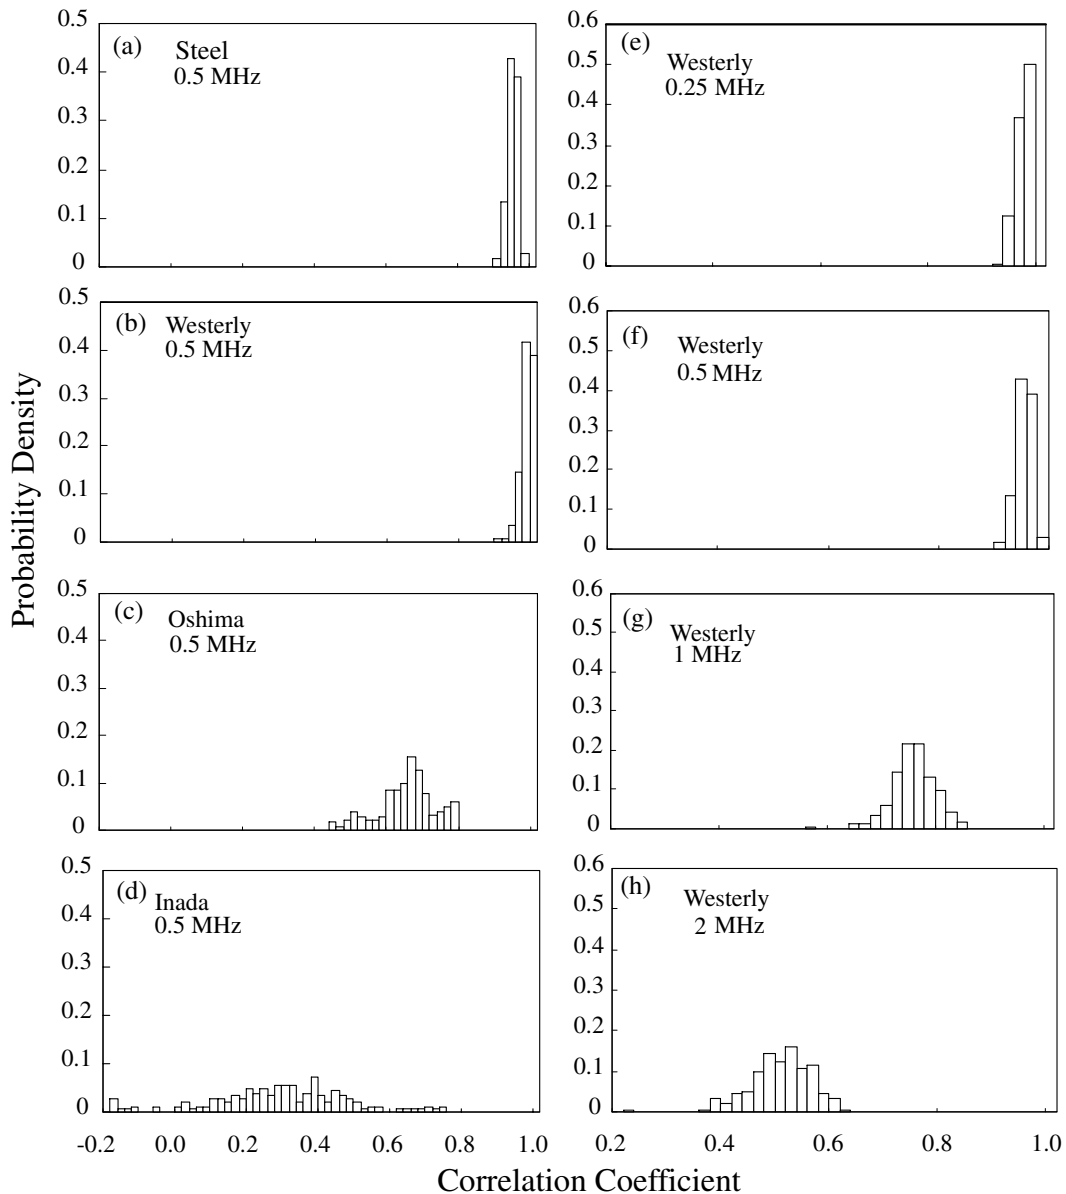 Probability Density
0.5
0.4
0.3
0.2
0.1
0
(a)
Steel
0.5 MHz
0.5
0.4
0.3
0.2
0.1
0
(b)
Westerly
0.5 MHz
0.5
0.4
0.3
0.2
0.1
0
(c)
Oshima
0.5 MHz
0.5
0.4
0.3
0.2
0.1
0
(d)
Inada
0.5 MHz
-0.2 0.0 0.2 0.4 0.6 0.8 1.0
0.6
0.5
0.4
0.3
0.2
0.1
0
(e)
Westerly
0.25 MHz
0.6
0.5
0.4
0.3
0.2
0.1
0
(f)
Westerly
0.5 MHz
0.6
0.5
0.4
0.3
0.2
0.1
0
(g)
Westerly
1 MHz
0.6
0.5
0.4
0.3
0.2
0.1
0
(h)
Westerly
2 MHz
0.2 0.4 0.6 0.8 1.0
Correlation Coefficient